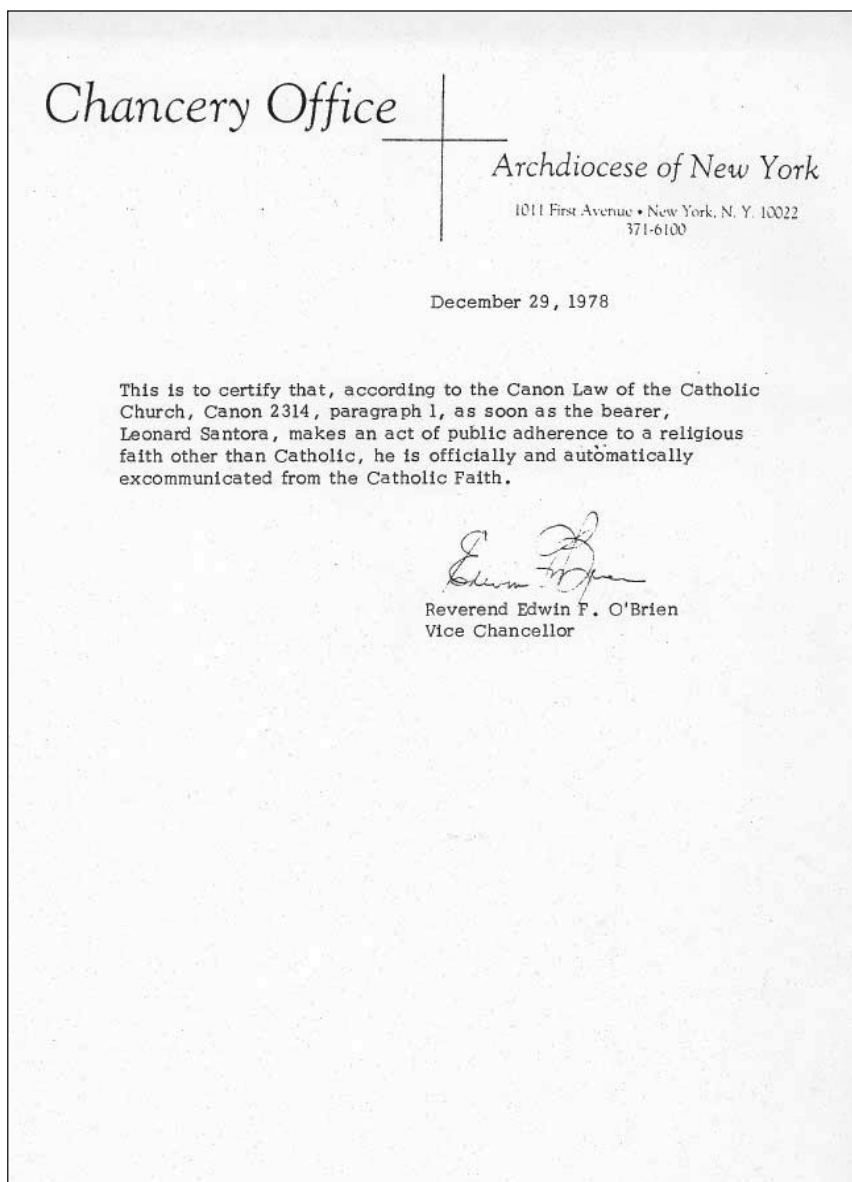 Chancery Office
Archdiocese of New York
1011 First Avenue • New York, N. Y. 10022
371-6100
December 29, 1978
This is to certify that, according to the Canon Law of the Catholic
Church, Canon 2314, paragraph 1, as soon as the bearer,
Leonard Santora, makes an act of public adherence to a religious
faith other than Catholic, he is officially and automatically
excommunicated from the Catholic Faith.
Edwin F. O'Brien
Reverend Edwin F. O'Brien
Vice Chancellor